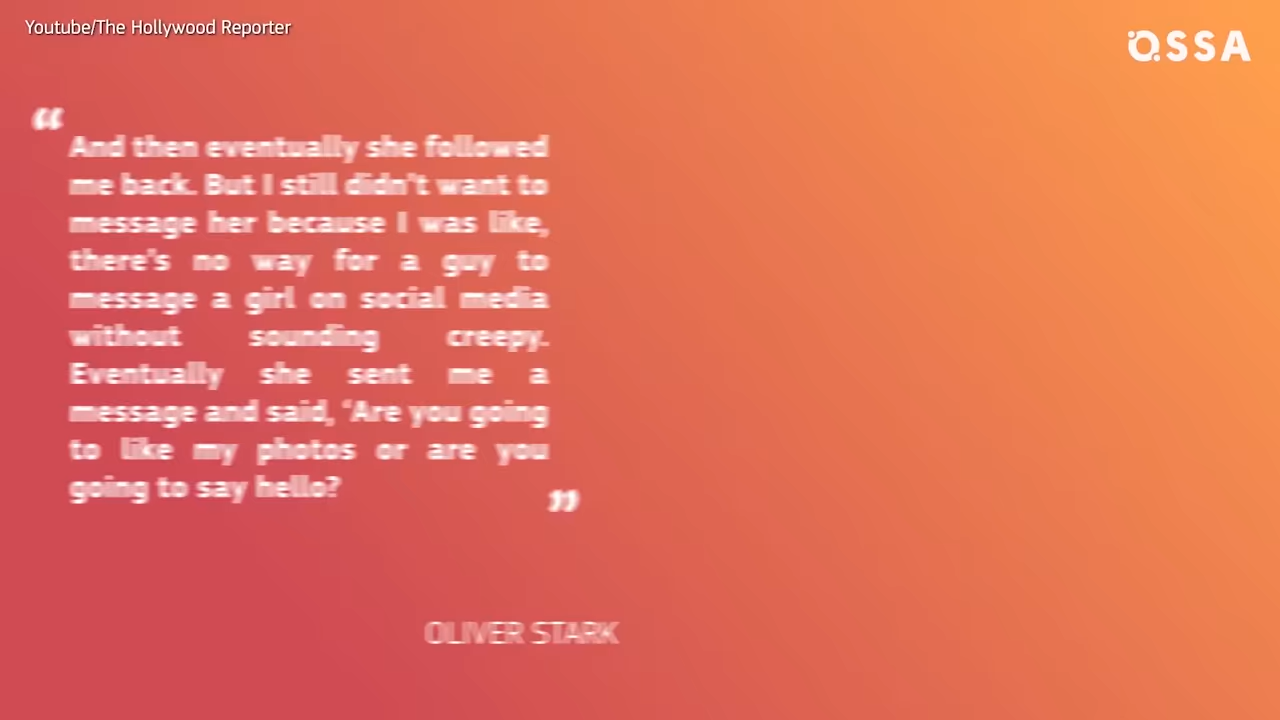 Youtube/The Hollywood Reporter
OSSA
“
And then eventually she followed
me back. But I still didn't want to
message her because I was like,
there's no way for a guy to
message a girl on social media
without sounding creepy.
Eventually she sent me a
message and said, ‘Are you going
to like my photos or are you
going to say hello?
”
OLIVER STARK